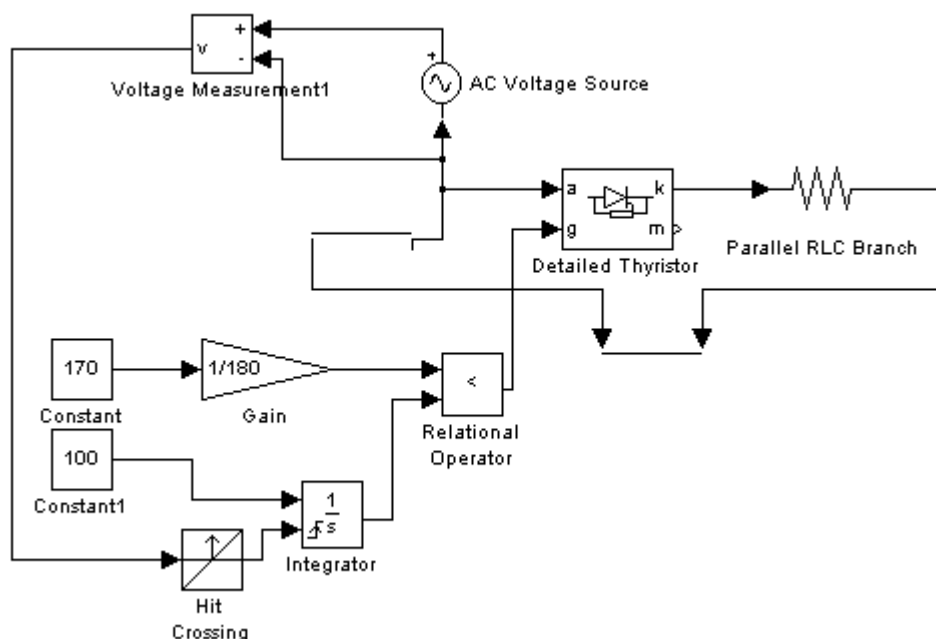 +
v
-
Voltage Measurement1
+
AC Voltage Source
a
k
g
m
Detailed Thyristor
Parallel RLC Branch
170
Constant
1/180
Gain
<
Relational
Operator
100
Constant1
1
s
Integrator
Hit
Crossing